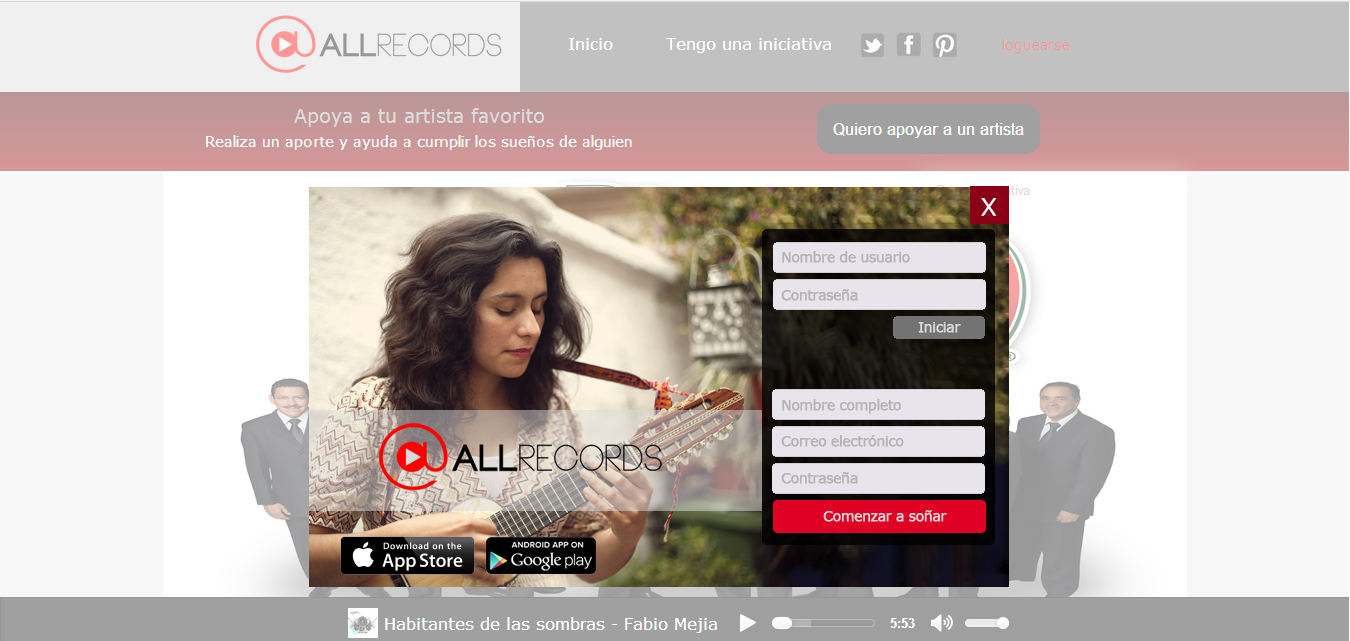 ALLRECORDS
Inicio
Tengo una iniciativa
loguearse
Apoya a tu artista favorito
Realiza un aporte y ayuda a cumplir los sueños de alguien
Quiero apoyar a un artista
X
Nombre de usuario
Contraseña
Iniciar
Nombre completo
Correo electrónico
Contraseña
Comenzar a soñar
ALLRECORDS
Download on the
App Store
ANDROID APP ON
Google play
®
Habitantes de las sombras - Fabio Mejia
5:53